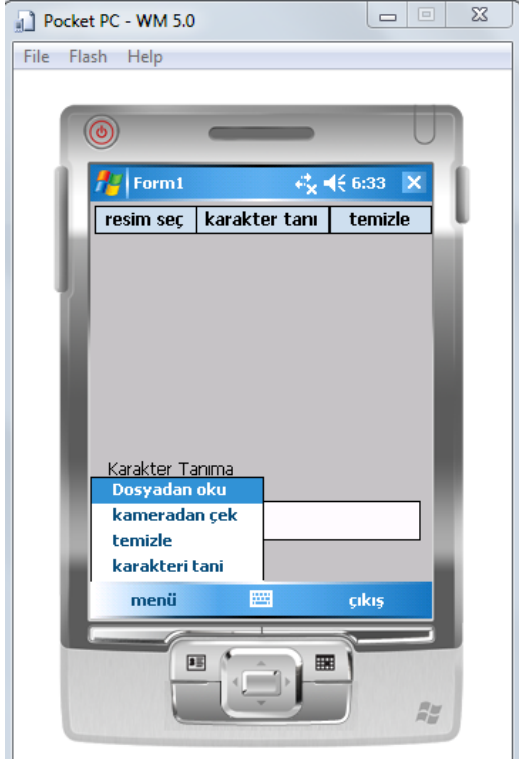 Pocket PC - WM 5.0
File Flash Help
Form1 6:33
resim seç karakter tanı temizle
Karakter Tanıma
Dosyadan oku
kameradan çek
temizle
karakteri tani
menü çıkış